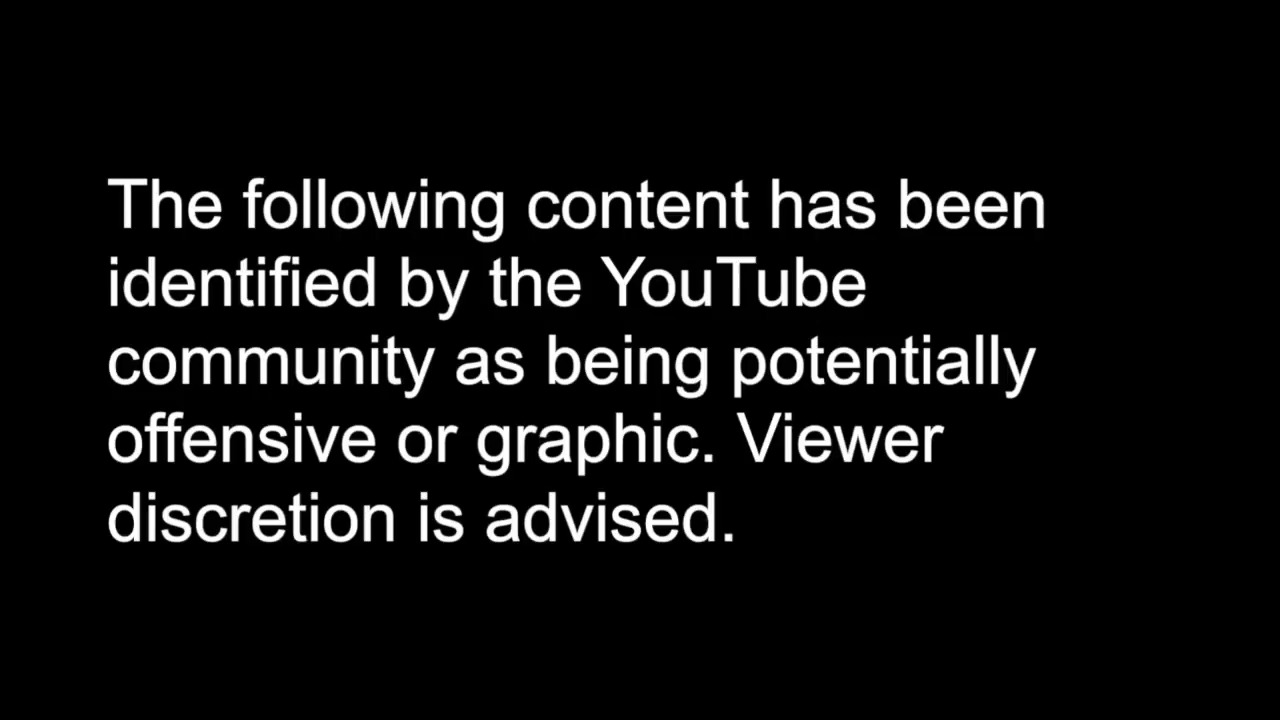 The following content has been
identified by the YouTube
community as being potentially
offensive or graphic. Viewer
discretion is advised.